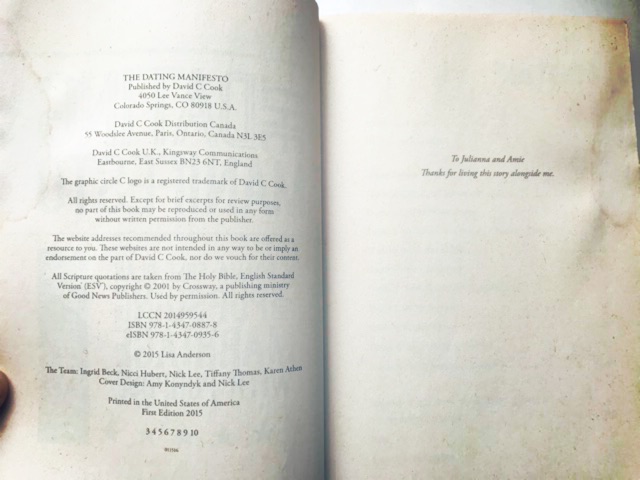 THE DATING MANIFESTO
Published by David C Cook
4050 Lee Vance View
Colorado Springs, CO 80918 U.S.A.
David C Cook Distribution Canada
55 Woodslee Avenue, Paris, Ontario, Canada N3L 3E5
David C Cook U.K., Kingsway Communications
Eastbourne, East Sussex BN23 6NT, England
The graphic circle C logo is a registered trademark of David C Cook.
All rights reserved. Except for brief excerpts for review purposes,
no part of this book may be reproduced or used in any form
without written permission from the publisher.
The website addresses recommended throughout this book are offered as a
resource to you. These websites are not intended in any way to be or imply an
endorsement on the part of David C Cook, nor do we vouch for their content.
All Scripture quotations are taken from The Holy Bible, English Standard
Version (ESV®), copyright © 2001 by Crossway, a publishing ministry
of Good News Publishers. Used by permission. All rights reserved.
LCCN 2014959544
ISBN 978-1-4347-0887-8
eISBN 978-1-4347-0935-6
© 2015 Lisa Anderson
The Team: Ingrid Beck, Nicci Hubert, Nick Lee, Tiffany Thomas, Karen Athen
Cover Design: Amy Konyndyk and Nick Lee
Printed in the United States of America
First Edition 2015
3 4 5 6 7 8 9 10
To Julianna and Amie
Thanks for living this story alongside me.